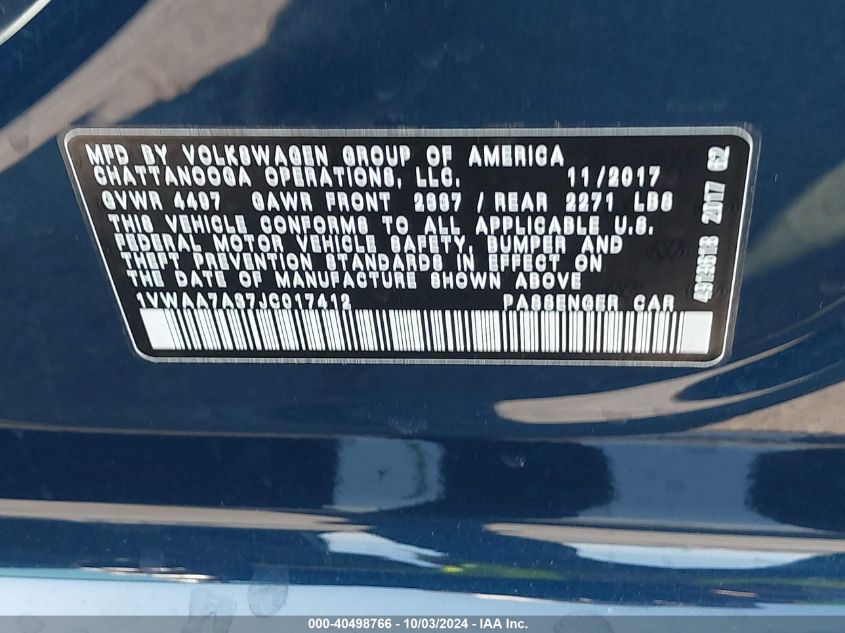 MFD BY VOLKSWAGEN GROUP OF AMERICA
CHATTANOOGA OPERATIONS, LLC. 11/2017
GVWR GAWR FRONT / REAR 2271 LBS
THIS VEHICLE CONFORMS TO ALL APPLICABLE U.S.
FEDERAL MOTOR VEHICLE SAFETY, BUMPER AND
THEFT PREVENTION STANDARDS IN EFFECT ON
THE DATE OF MANUFACTURE SHOWN ABOVE
1VWAA7A37JC017412 PASSENGER CAR
2017 62
000-40498766 - 10/03/2024 - IAA Inc.